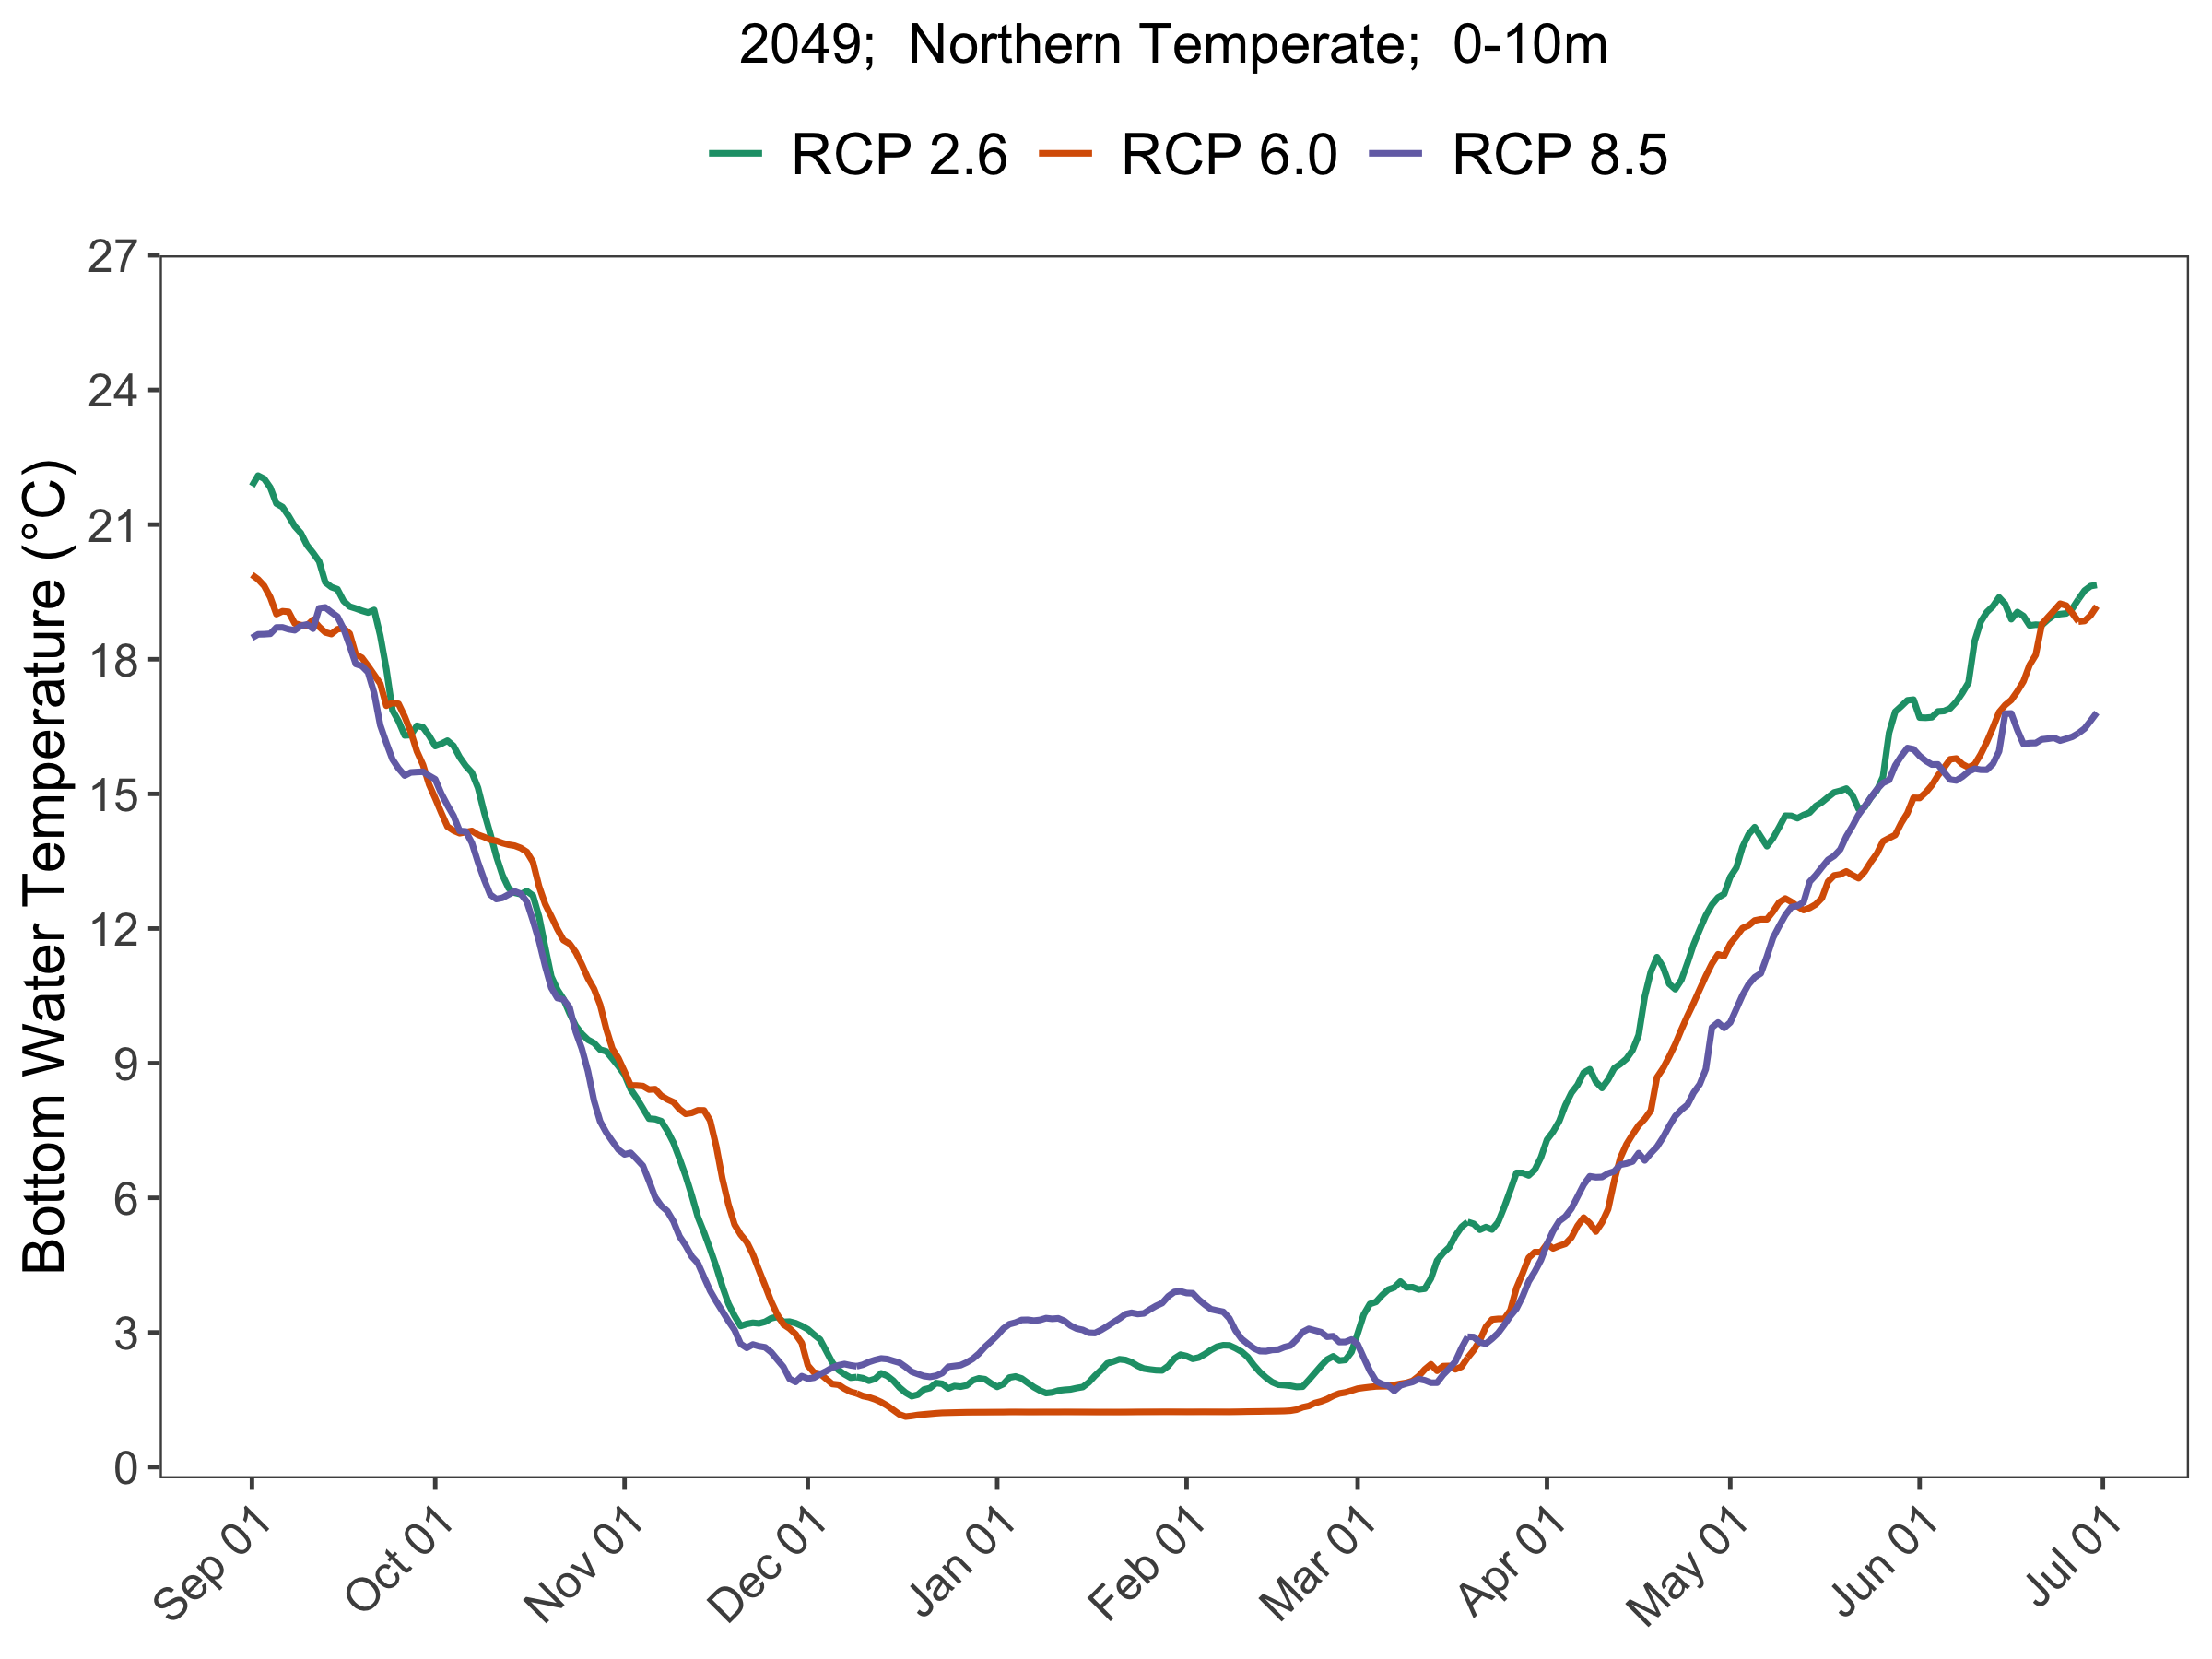 2049;  Northern Temperate;  0-10m
RCP 2.6 RCP 6.0 RCP 8.5
Bottom Water Temperature (°C)
27
24
21
18
15
12
9
6
3
0
Sep 01 Oct 01 Nov 01 Dec 01 Jan 01 Feb 01 Mar 01 Apr 01 May 01 Jun 01 Jul 01